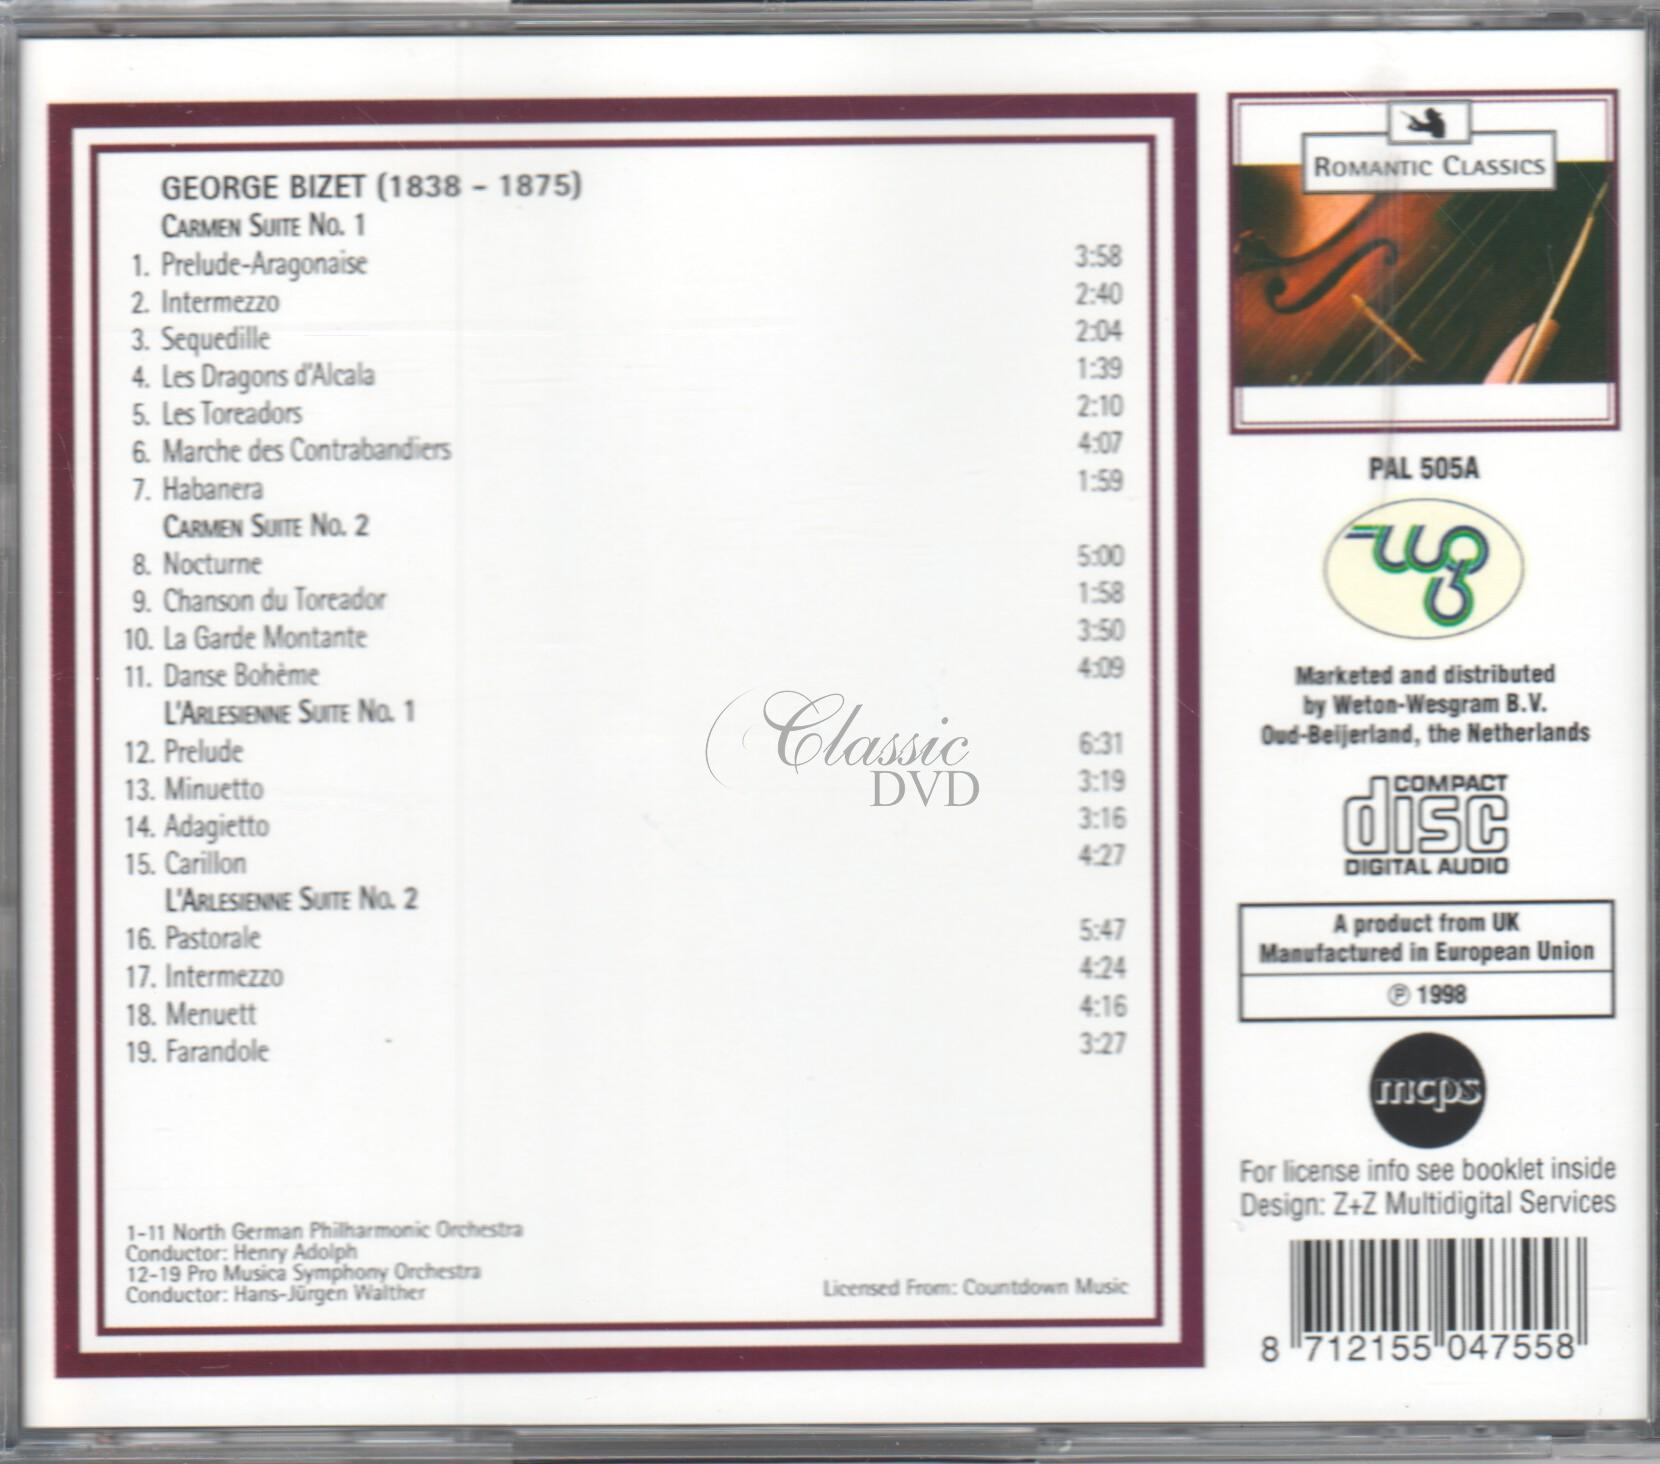 GEORGE BIZET (1838 - 1875)
CARMEN SUITE NO. 1
1. Prelude-Aragonaise 3:58
2. Intermezzo 2:40
3. Sequedille 2:04
4. Les Dragons d'Alcala 1:39
5. Les Toreadors 2:10
6. Marche des Contrabandiers 4:07
7. Habanera 1:59
CARMEN SUITE NO. 2
8. Nocturne 5:00
9. Chanson du Toreador 1:58
10. La Garde Montante 3:50
11. Danse Bohème 4:09
L'ARLESIENNE SUITE NO. 1
12. Prelude 6:31
13. Minuetto 3:19
14. Adagietto 3:16
15. Carillon 4:27
L'ARLESIENNE SUITE NO. 2
16. Pastorale 5:47
17. Intermezzo 4:24
18. Menuett 4:16
19. Farandole 3:27
Classic
DVD
1-11 North German Philharmonic Orchestra
Conductor: Henry Adolph
12-19 Pro Musica Symphony Orchestra
Conductor: Hans-Jürgen Walther
Licensed From: Countdown Music
ROMANTIC CLASSICS
PAL 505A
Marketed and distributed
by Weton-Wesgram B.V.
Oud-Beijerland, the Netherlands
COMPACT
disc
DIGITAL AUDIO
A product from UK
Manufactured in European Union
℗ 1998
mcps
For license info see booklet inside
Design: Z+Z Multidigital Services
8 712155 047558